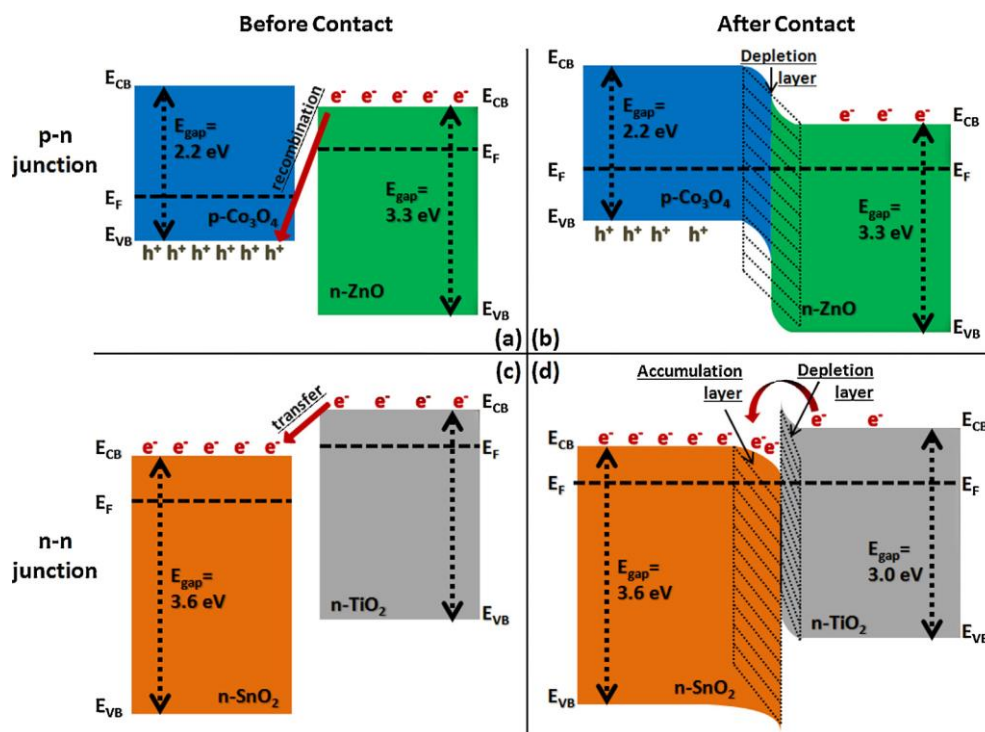 Before Contact
After Contact
p-n
junction
E_CB
E_gap=
2.2 eV
E_F
p-Co₃O₄
E_VB
h⁺ h⁺ h⁺ h⁺ h⁺ h⁺
recombination
e⁻ e⁻ e⁻ e⁻ e⁻
E_CB
E_F
E_gap=
3.3 eV
n-ZnO
E_VB
(a)
(b)
Depletion
layer
E_CB
E_gap=
2.2 eV
E_F
p-Co₃O₄
E_VB
h⁺ h⁺ h⁺ h⁺
e⁻ e⁻ e⁻
E_CB
E_F
E_gap=
3.3 eV
n-ZnO
E_VB
n-n
junction
(c)
transfer
e⁻ e⁻ e⁻ e⁻
E_CB
E_F
n-TiO₂
E_VB
E_CB
e⁻ e⁻ e⁻ e⁻ e⁻
E_F
E_gap=
3.6 eV
n-SnO₂
E_VB
(d)
Accumulation
layer
Depletion
layer
E_CB
e⁻ e⁻ e⁻ e⁻ e⁻ e⁻ e⁻
e⁻ e⁻
E_CB
E_F
E_F
E_gap=
3.6 eV
E_gap=
3.0 eV
n-TiO₂
E_VB
n-SnO₂
E_VB